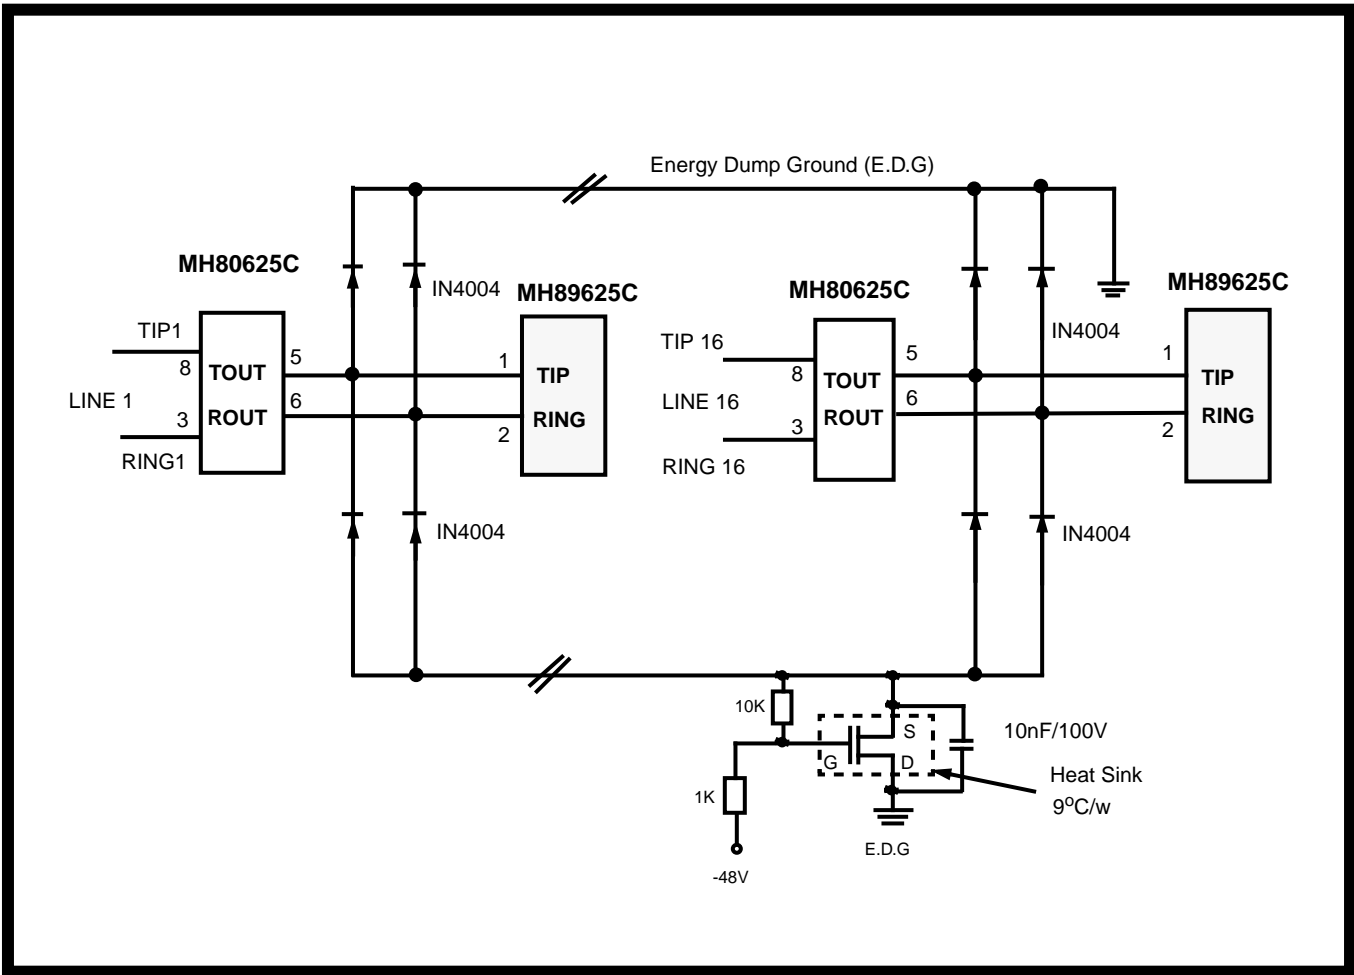 Energy Dump Ground (E.D.G)
MH80625C
IN4004
MH89625C
MH80625C
MH89625C
TIP1
8
TOUT
5
1
TIP
LINE 1
3
ROUT
6
2
RING
RING1
TIP 16
8
TOUT
5
IN4004
1
TIP
LINE 16
3
ROUT
6
2
RING
RING 16
IN4004
IN4004
10K
S
10nF/100V
G
D
Heat Sink
9°C/w
1K
E.D.G
-48V